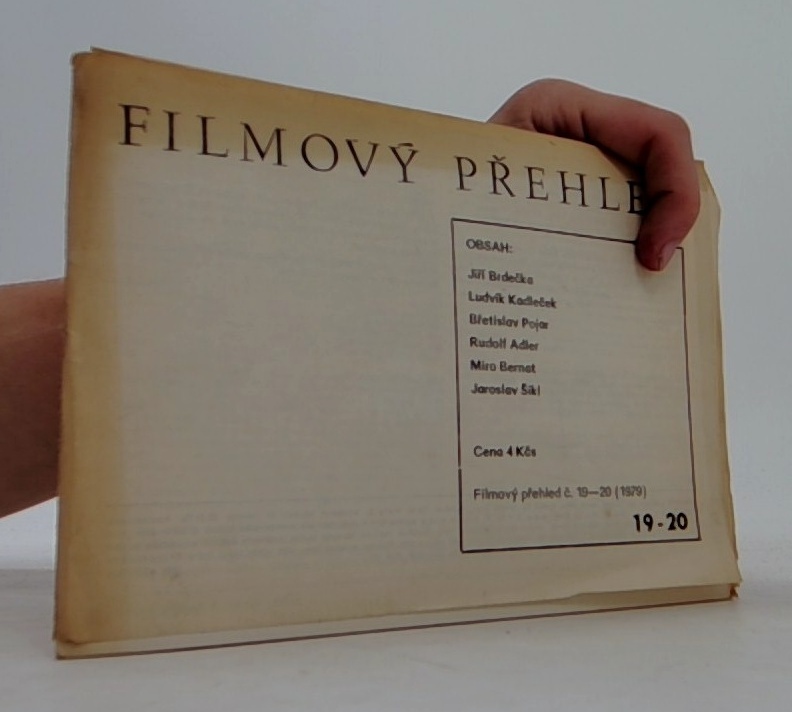 FILMOVÝ PŘEHLE
OBSAH:
Jiří Brdečka
Ludvík Kadleček
Břetislav Pojar
Rudolf Adler
Miro Bernat
Jaroslav Šikl
Cena 4 Kčs
Filmový přehled č. 19—20 (1979)
19-20